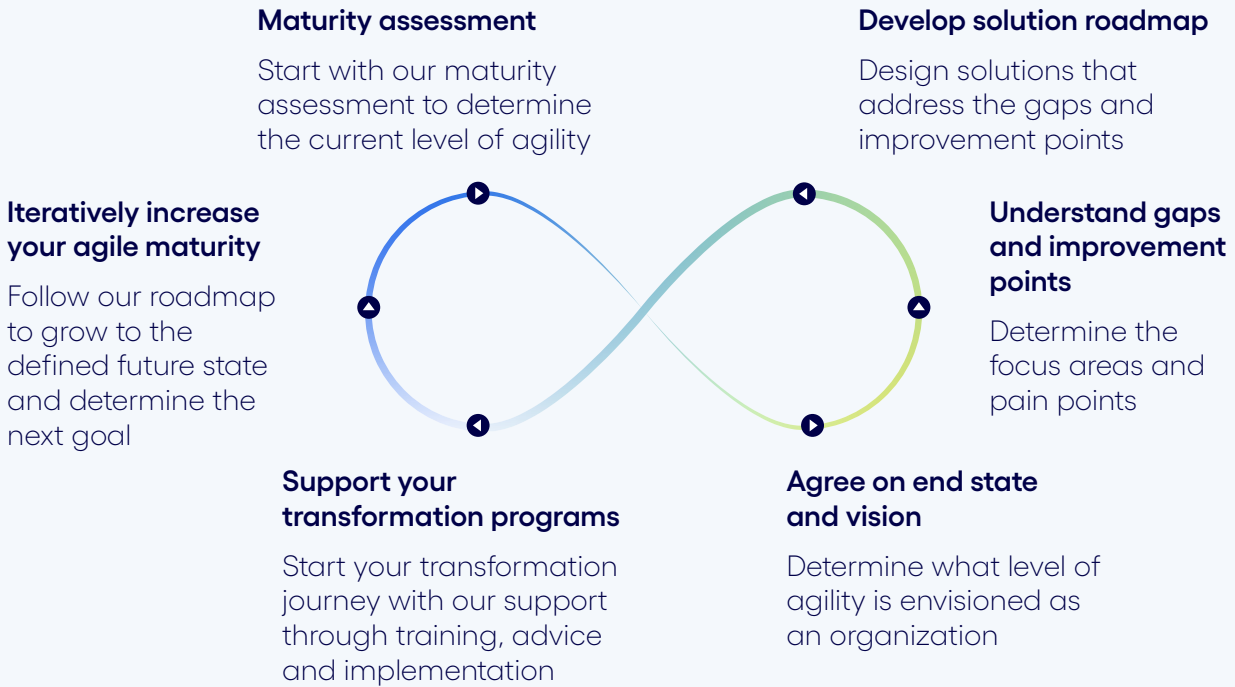 Maturity assessment
Start with our maturity
assessment to determine
the current level of agility
Develop solution roadmap
Design solutions that
address the gaps and
improvement points
Iteratively increase
your agile maturity
Follow our roadmap
to grow to the
defined future state
and determine the
next goal
Understand gaps
and improvement
points
Determine the
focus areas and
pain points
Support your
transformation programs
Start your transformation
journey with our support
through training, advice
and implementation
Agree on end state
and vision
Determine what level of
agility is envisioned as
an organization